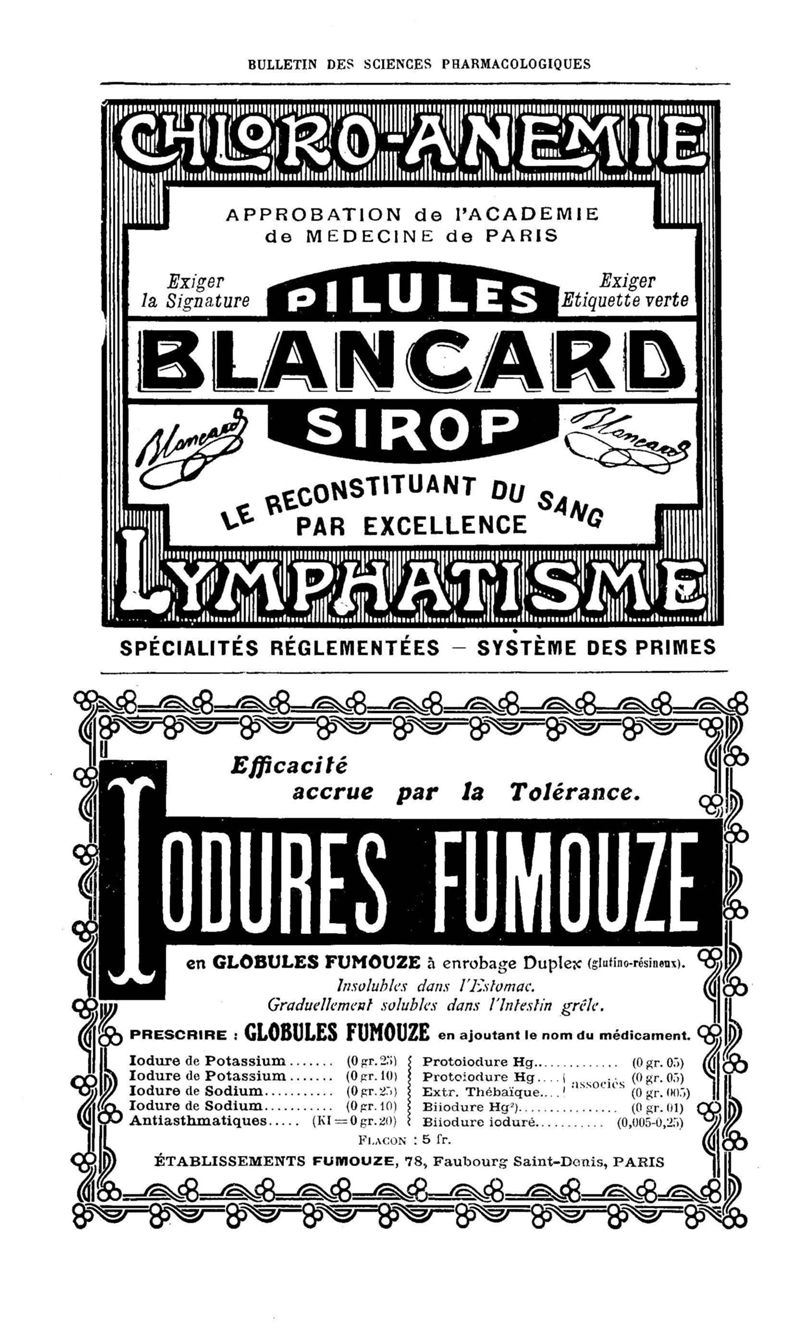 BULLETIN DES SCIENCES PHARMACOLOGIQUES
CHLORO-ANEMIE
APPROBATION de l'ACADEMIE
de MEDECINE de PARIS
Exiger
la Signature
PILULES
Exiger
Etiquette verte
BLANCARD
Blancard
SIROP
Blancard
LE RECONSTITUANT DU SANG
PAR EXCELLENCE
LYMPHATISME
SPÉCIALITÉS RÉGLEMENTÉES — SYSTÈME DES PRIMES
Efficacité
accrue par la Tolérance.
IODURES FUMOUZE
en GLOBULES FUMOUZE à enrobage Duplex (glutino-résineux).
Insolubles dans l'Estomac.
Graduellement solubles dans l'Intestin grêle.
PRESCRIRE : GLOBULES FUMOUZE en ajoutant le nom du médicament.
Iodure de Potassium....... (0 gr. 25)
Iodure de Potassium....... (0 gr. 10)
Iodure de Sodium........... (0 gr. 25)
Iodure de Sodium........... (0 gr. 10)
Antiasthmatiques..... (KI = 0 gr. 20)
Protoiodure Hg.............. (0 gr. 05)
Protoiodure Hg.... associés (0 gr. 05)
Extr. Thébaïque.... (0 gr. 005)
Biiodure Hg²)................ (0 gr. 01)
Biiodure ioduré........... (0,005-0,25)
FLACON : 5 fr.
ÉTABLISSEMENTS FUMOUZE, 78, Faubourg Saint-Denis, PARIS